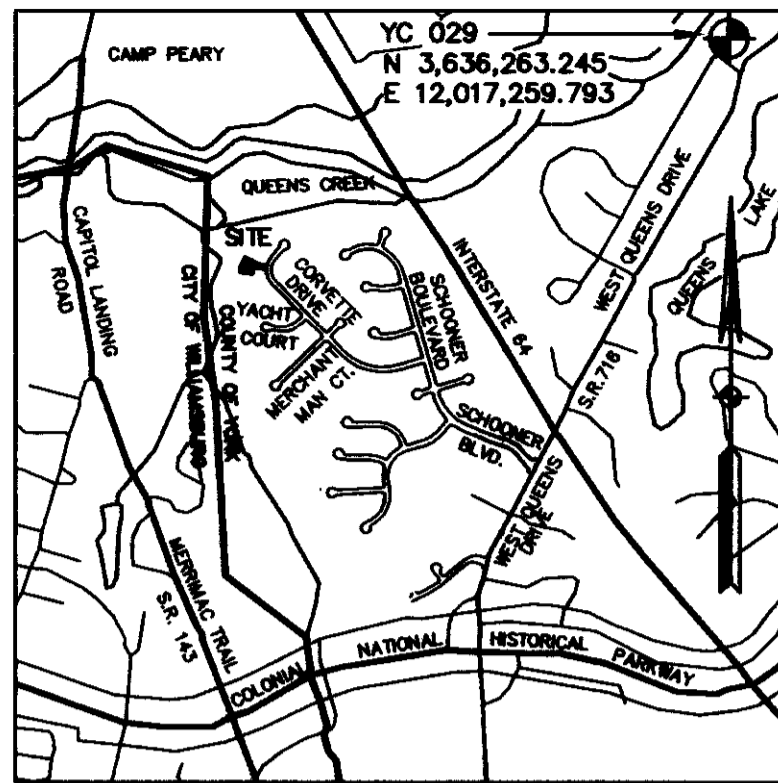 YC 029
N 3,636,263.245
E 12,017,259.793
CAMP PEARY
QUEENS CREEK
SITE
CORVETTE
DRIVE
YACHT
COURT
MERCHANT
MAN CT.
SCHOONER
BOULEVARD
SCHOONER
BLVD.
INTERSTATE 64
WEST QUEENS DRIVE
QUEENS LAKE
S.R.716
WEST QUEENS
DRIVE
CAPITOL LANDING
ROAD
CITY OF WILLIAMSBURG
COUNTY OF YORK
MERRIMAC TRAIL
S.R. 143
COLONIAL NATIONAL HISTORICAL PARKWAY